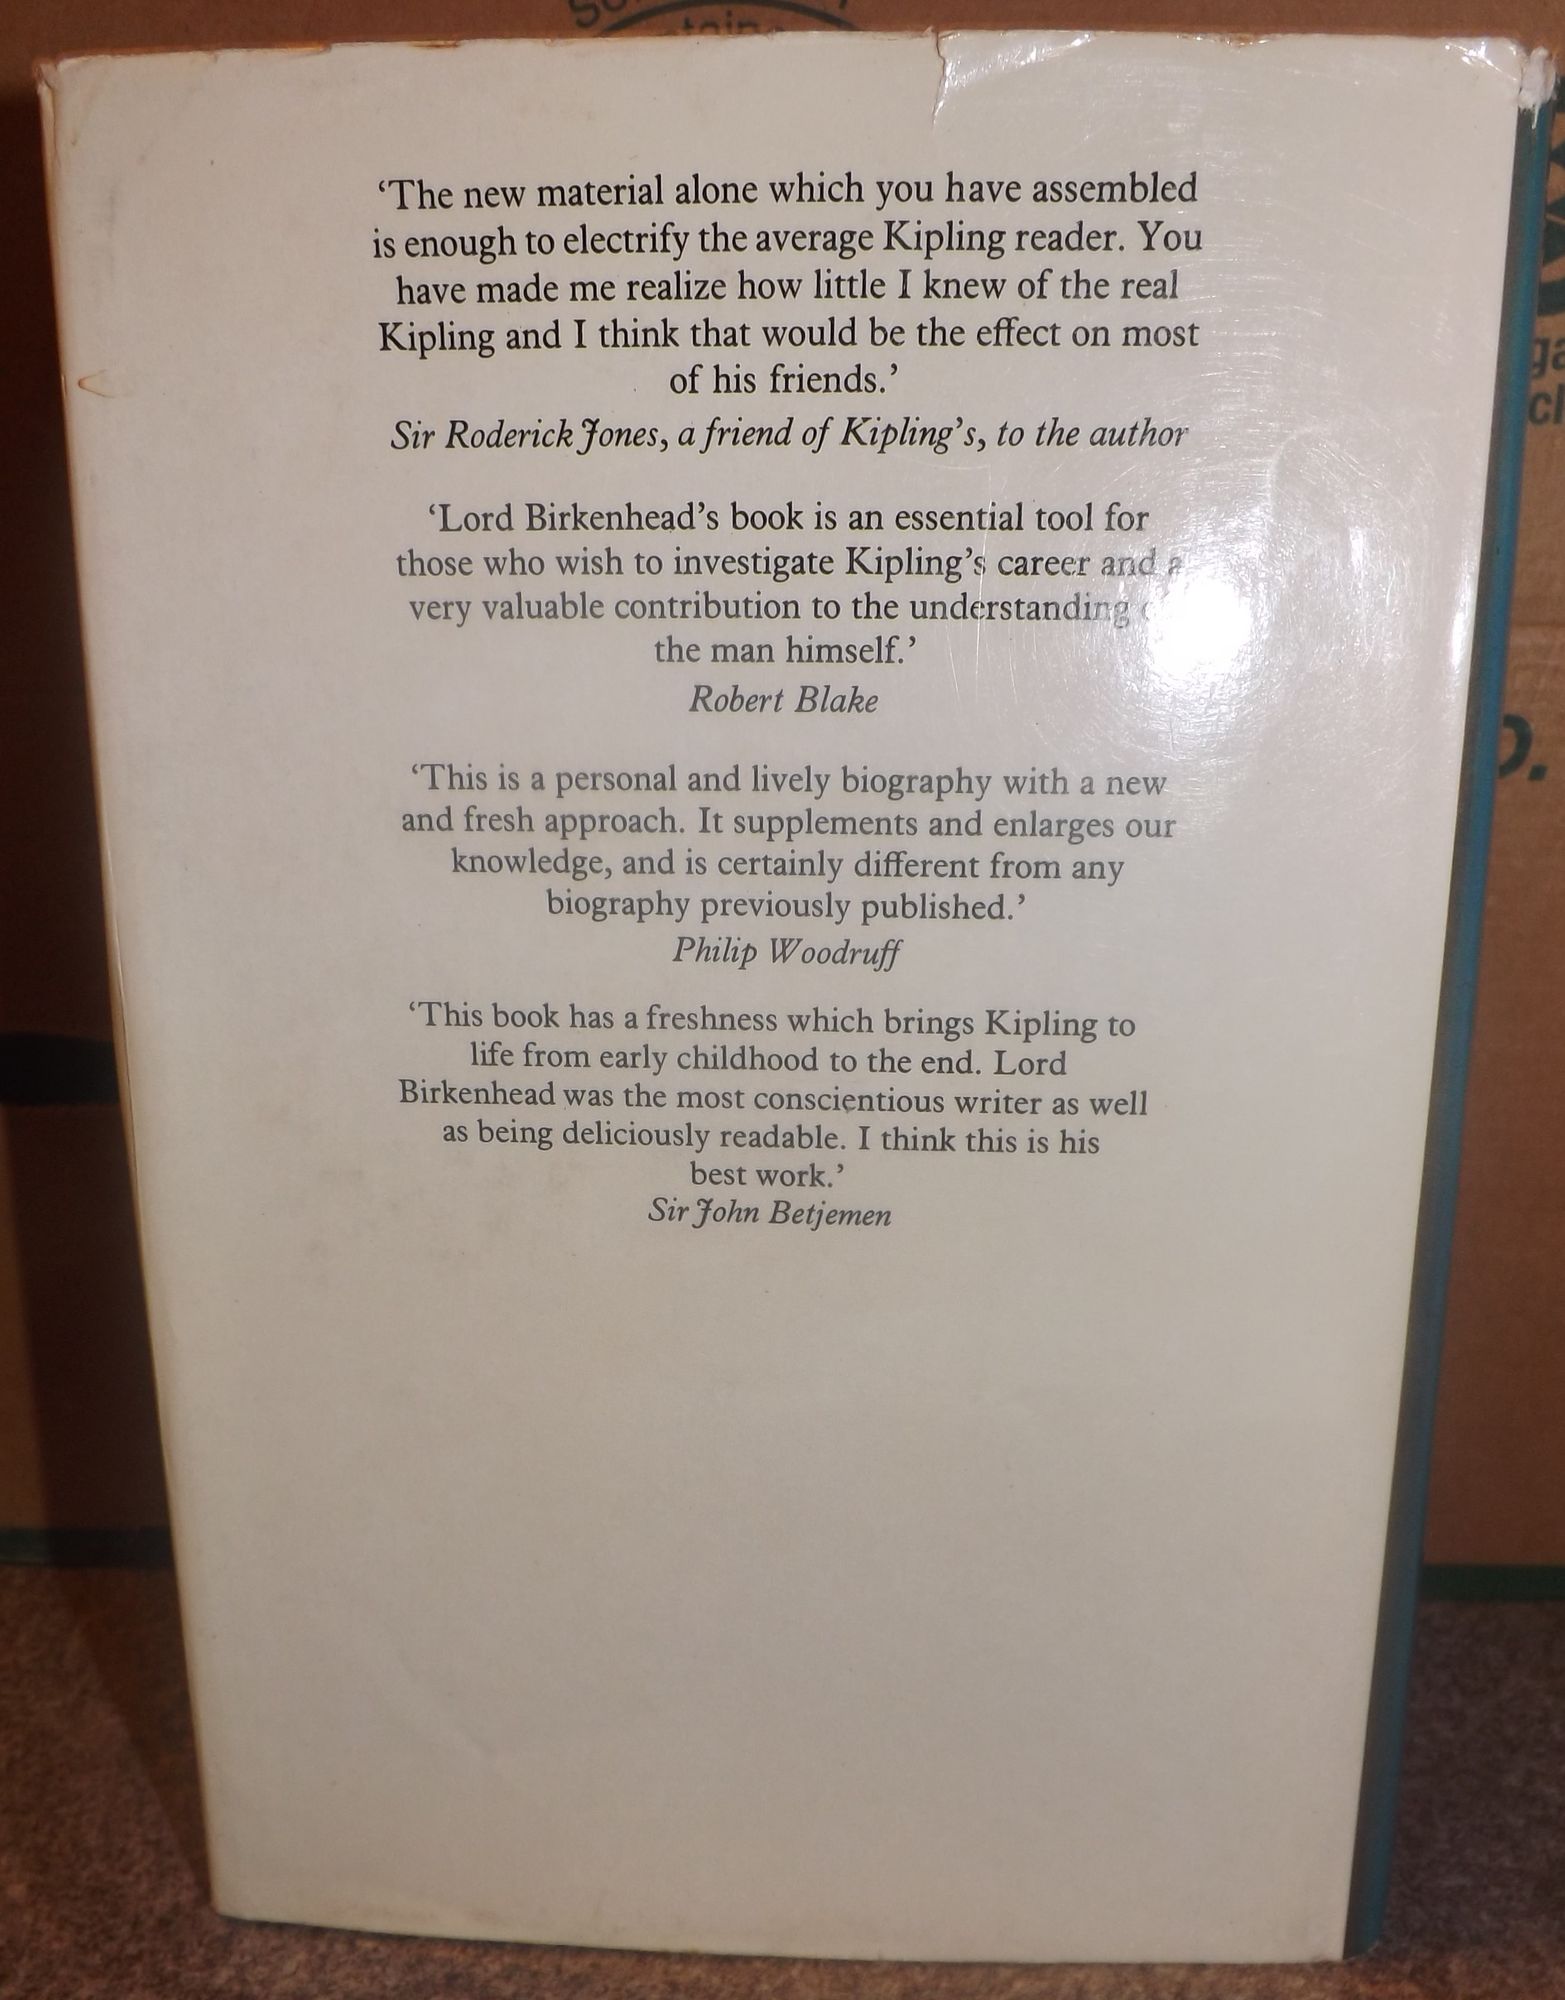 ‘The new material alone which you have assembled
is enough to electrify the average Kipling reader. You
have made me realize how little I knew of the real
Kipling and I think that would be the effect on most
of his friends.’
Sir Roderick Jones, a friend of Kipling’s, to the author
‘Lord Birkenhead’s book is an essential tool for
those who wish to investigate Kipling’s career and a
very valuable contribution to the understanding
the man himself.’
Robert Blake
‘This is a personal and lively biography with a new
and fresh approach. It supplements and enlarges our
knowledge, and is certainly different from any
biography previously published.’
Philip Woodruff
‘This book has a freshness which brings Kipling to
life from early childhood to the end. Lord
Birkenhead was the most conscientious writer as well
as being deliciously readable. I think this is his
best work.’
Sir John Betjemen